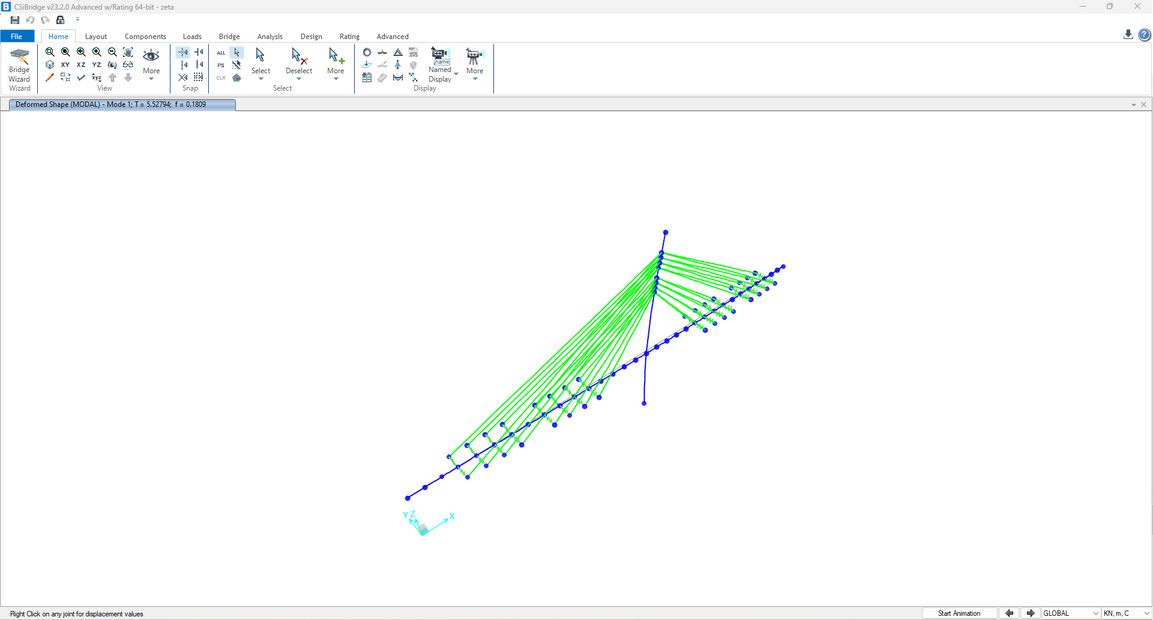 CSiBridge v23.2.0 Advanced w/Rating 64-bit - zeta
File Home Layout Components Loads Bridge Analysis Design Rating Advanced
XY XZ YZ
ALL
PS
CLR
name
Bridge
Wizard
More
Select
Deselect
More
Named
Display
More
Wizard View Snap Select Display
Deformed Shape (MODAL) - Mode 1; T = 5.52794; f = 0.1809
Y Z X
Right Click on any joint for displacement values
Start Animation GLOBAL KN, m, C